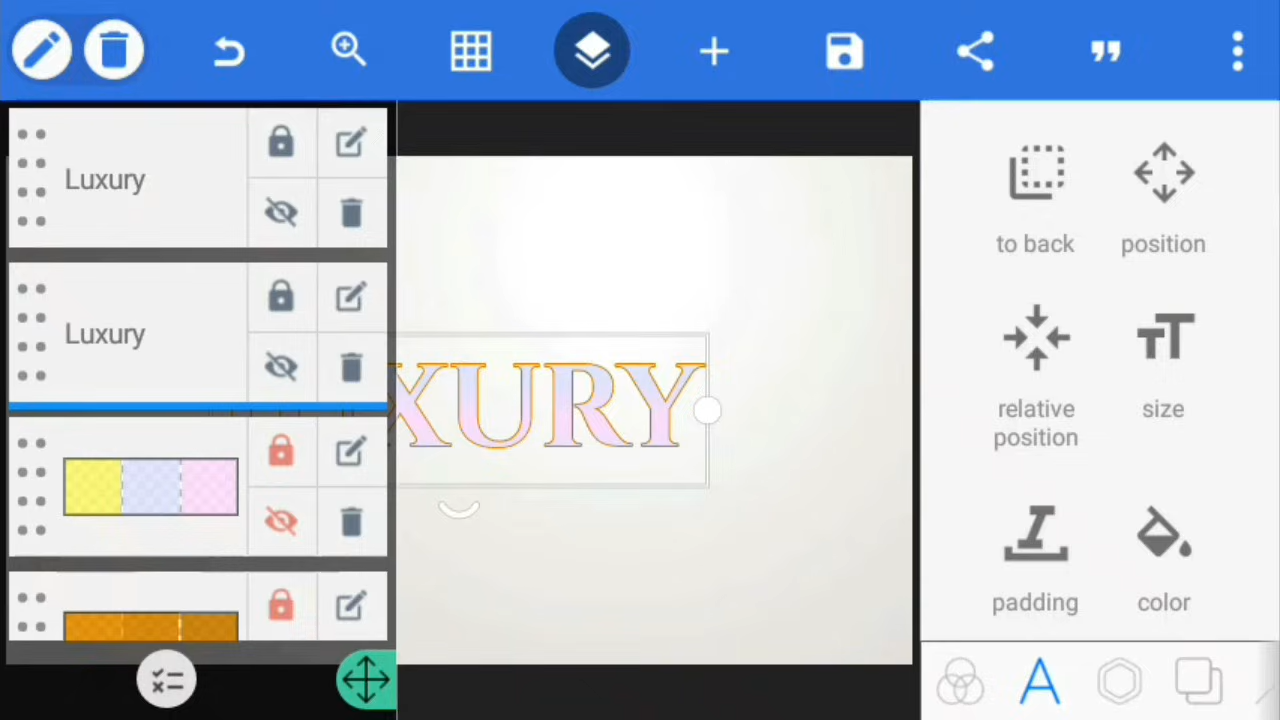 Luxury
Luxury
XURY
to back
position
relative
position
size
padding
color